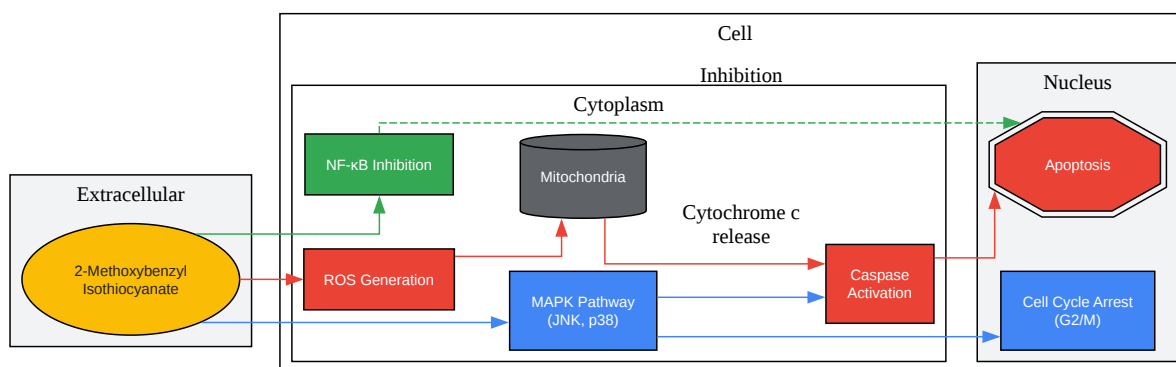 Cell
Inhibition
Nucleus
Cytoplasm
NF-κB Inhibition
Mitochondria
Apoptosis
Extracellular
Cytochrome c
release
2-Methoxybenzyl
Isothiocyanate
ROS Generation
Caspase
Activation
MAPK Pathway
(JNK, p38)
Cell Cycle Arrest
(G2/M)